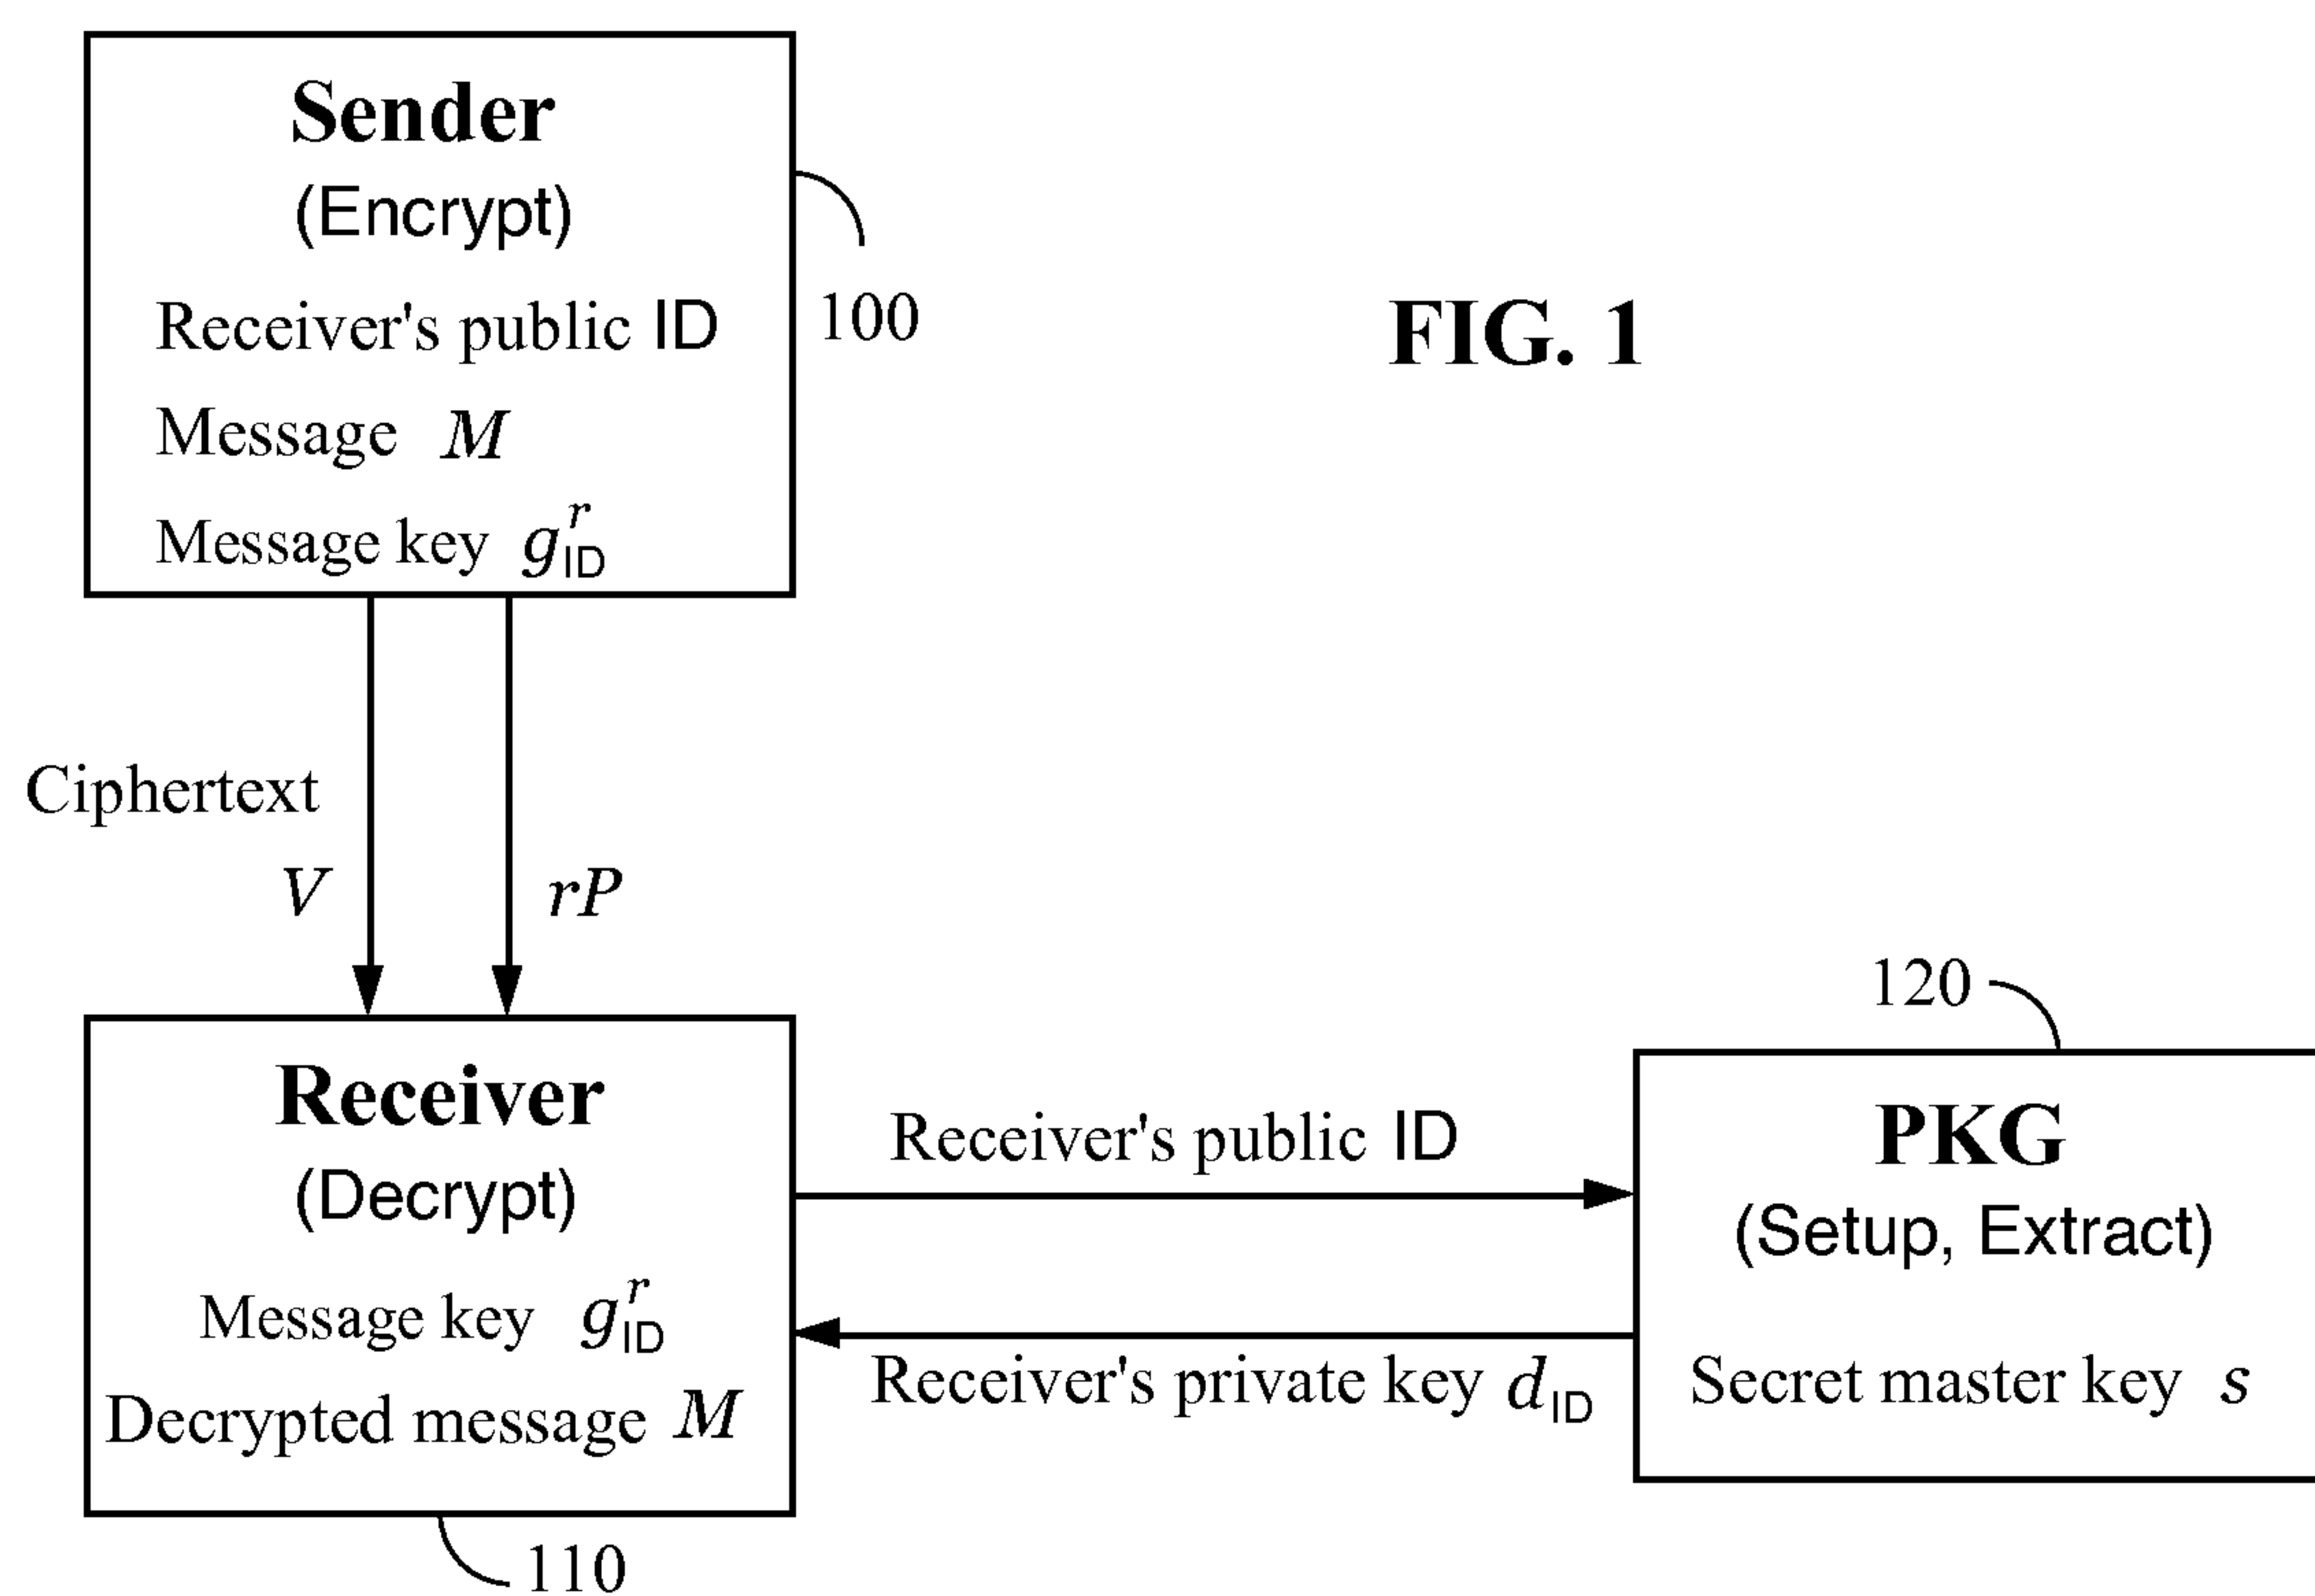 Sender
(Encrypt)
Receiver's public ID
Message M
Message key g^r_ID
100
FIG. 1
Ciphertext
V
rP
Receiver
(Decrypt)
Message key g^r_ID
Decrypted message M
110
Receiver's public ID
Receiver's private key d_ID
120
PKG
(Setup, Extract)
Secret master key s